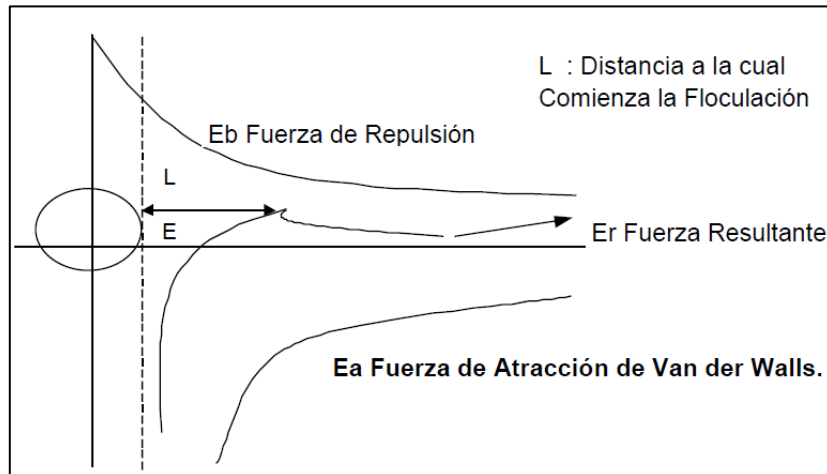 L : Distancia a la cual
Comienza la Floculación
Eb Fuerza de Repulsión
L
E
Er Fuerza Resultante
Ea Fuerza de Atracción de Van der Walls.